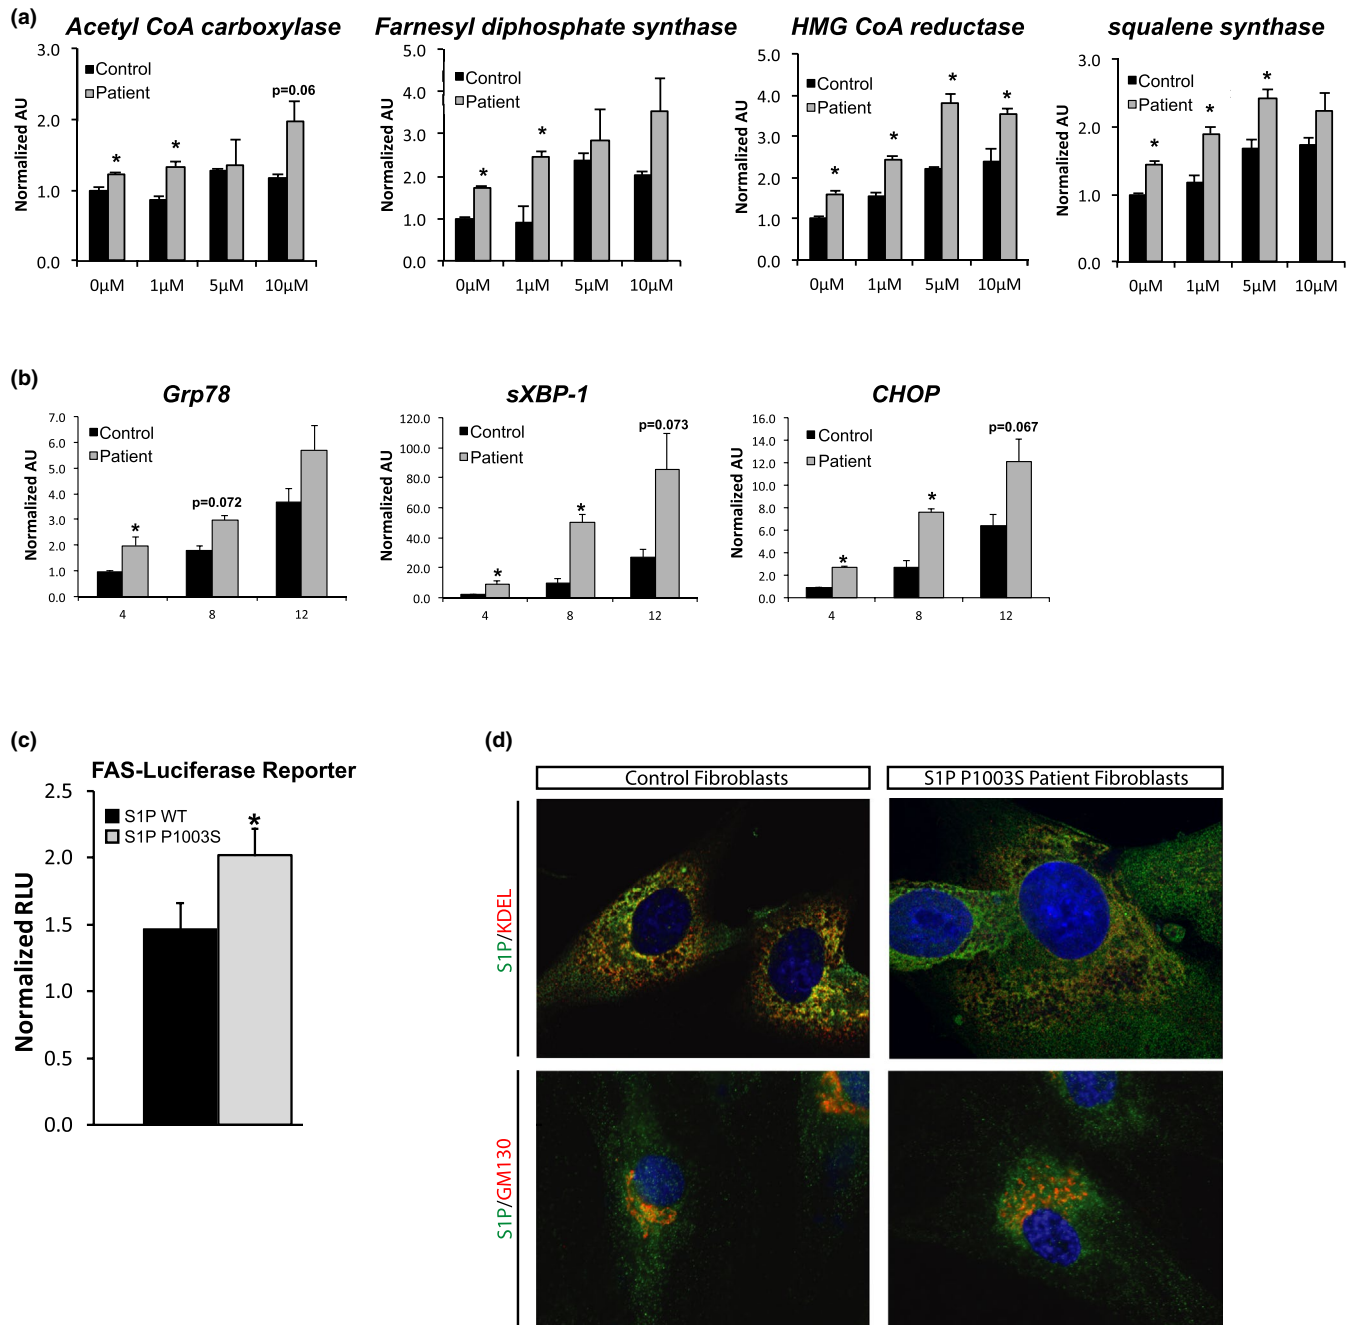 (a)
Acetyl CoA carboxylase
Normalized AU
3.0
2.0
1.0
0.0
Control
Patient
*
*
p=0.06
0µM 1µM 5µM 10µM
Farnesyl diphosphate synthase
Normalized AU
5.0
4.0
3.0
2.0
1.0
0.0
Control
Patient
*
*
0µM 1µM 5µM 10µM
HMG CoA reductase
Normalized AU
5.0
4.0
3.0
2.0
1.0
0.0
Control
Patient
*
*
*
*
0µM 1µM 5µM 10µM
squalene synthase
Normalized AU
3.0
2.0
1.0
0.0
Control
Patient
*
*
*
0µM 1µM 5µM 10µM
(b)
Grp78
Normalized AU
7.0
6.0
5.0
4.0
3.0
2.0
1.0
0.0
Control
Patient
*
p=0.072
4 8 12
sXBP-1
Normalized AU
120.0
100.0
80.0
60.0
40.0
20.0
0.0
Control
Patient
*
*
p=0.073
4 8 12
CHOP
Normalized AU
16.0
14.0
12.0
10.0
8.0
6.0
4.0
2.0
0.0
Control
Patient
*
*
p=0.067
4 8 12
(c)
FAS-Luciferase Reporter
Normalized RLU
2.5
2.0
1.5
1.0
0.5
0.0
S1P WT
S1P P1003S
*
(d)
Control Fibroblasts
S1P P1003S Patient Fibroblasts
S1P/KDEL
S1P/GM130